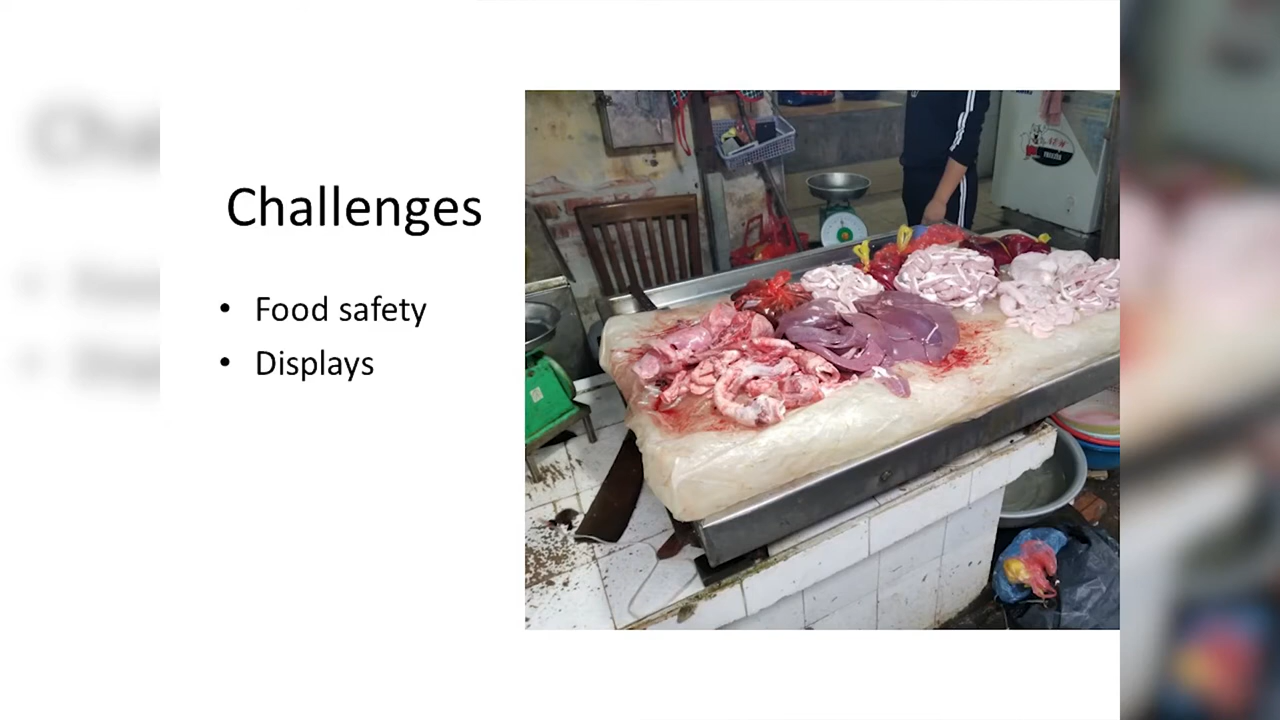 Challenges
• Food safety
• Displays